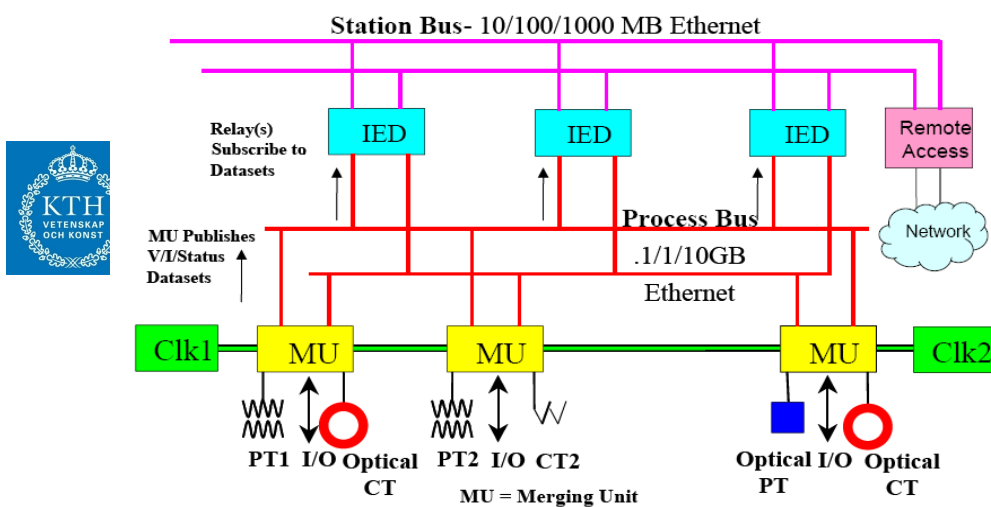 Station Bus- 10/100/1000 MB Ethernet
Relay(s)
Subscribe to
Datasets
IED
IED
IED
Remote
Access
KTH
VETENSKAP
OCH KONST
MU Publishes
V/I/Status
Datasets
Process Bus
.1/1/10GB
Ethernet
Network
Clk1
MU
MU
MU
Clk2
PT1 I/O Optical
CT
PT2 I/O CT2
Optical I/O Optical
PT CT
MU = Merging Unit